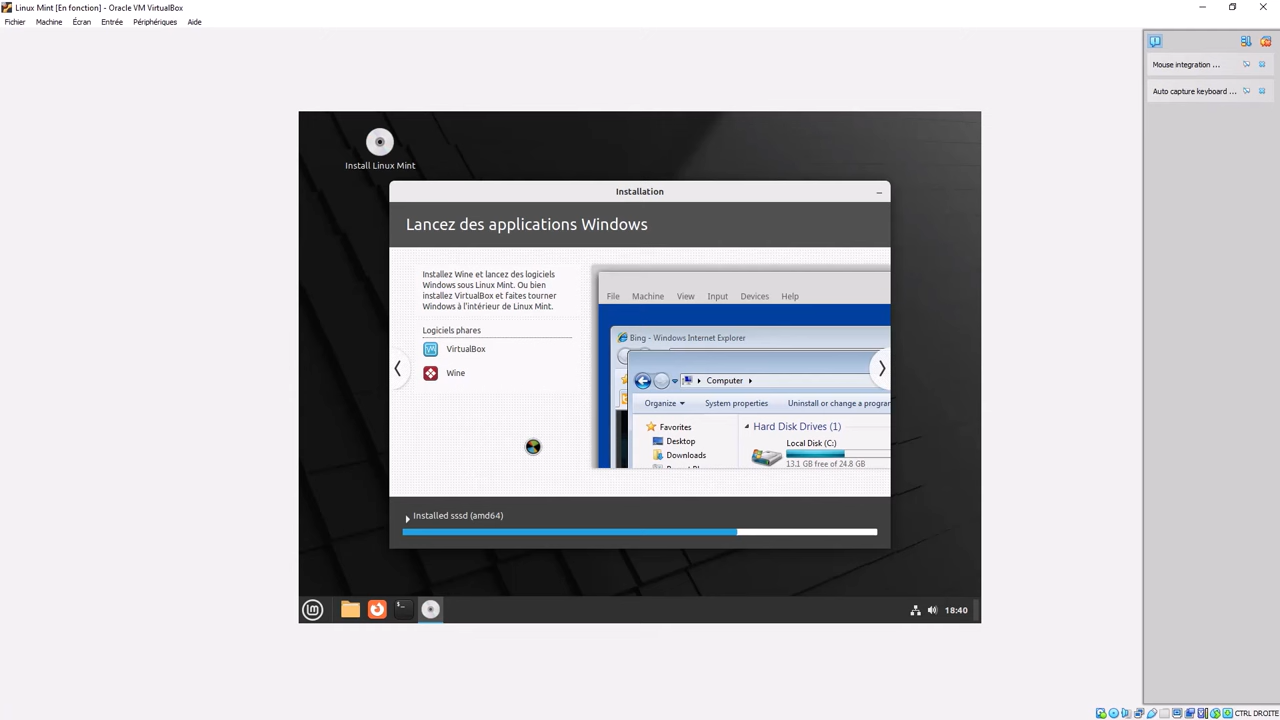 Linux Mint [En fonction] - Oracle VM VirtualBox
Fichier Machine Écran Entrée Périphériques Aide
Mouse integration ...
Auto capture keyboard ...
Install Linux Mint
Installation
Lancez des applications Windows
Installez Wine et lancez des logiciels
Windows sous Linux Mint. Ou bien
installez VirtualBox et faites tourner
Windows à l'intérieur de Linux Mint.
Logiciels phares
VirtualBox
Wine
File Machine View Input Devices Help
Bing - Windows Internet Explorer
Computer
Organize System properties Uninstall or change a program
Favorites
Desktop
Downloads
Hard Disk Drives (1)
Local Disk (C:)
13.1 GB free of 24.8 GB
Installed sssd (amd64)
lm
18:40
CTRL DROITE